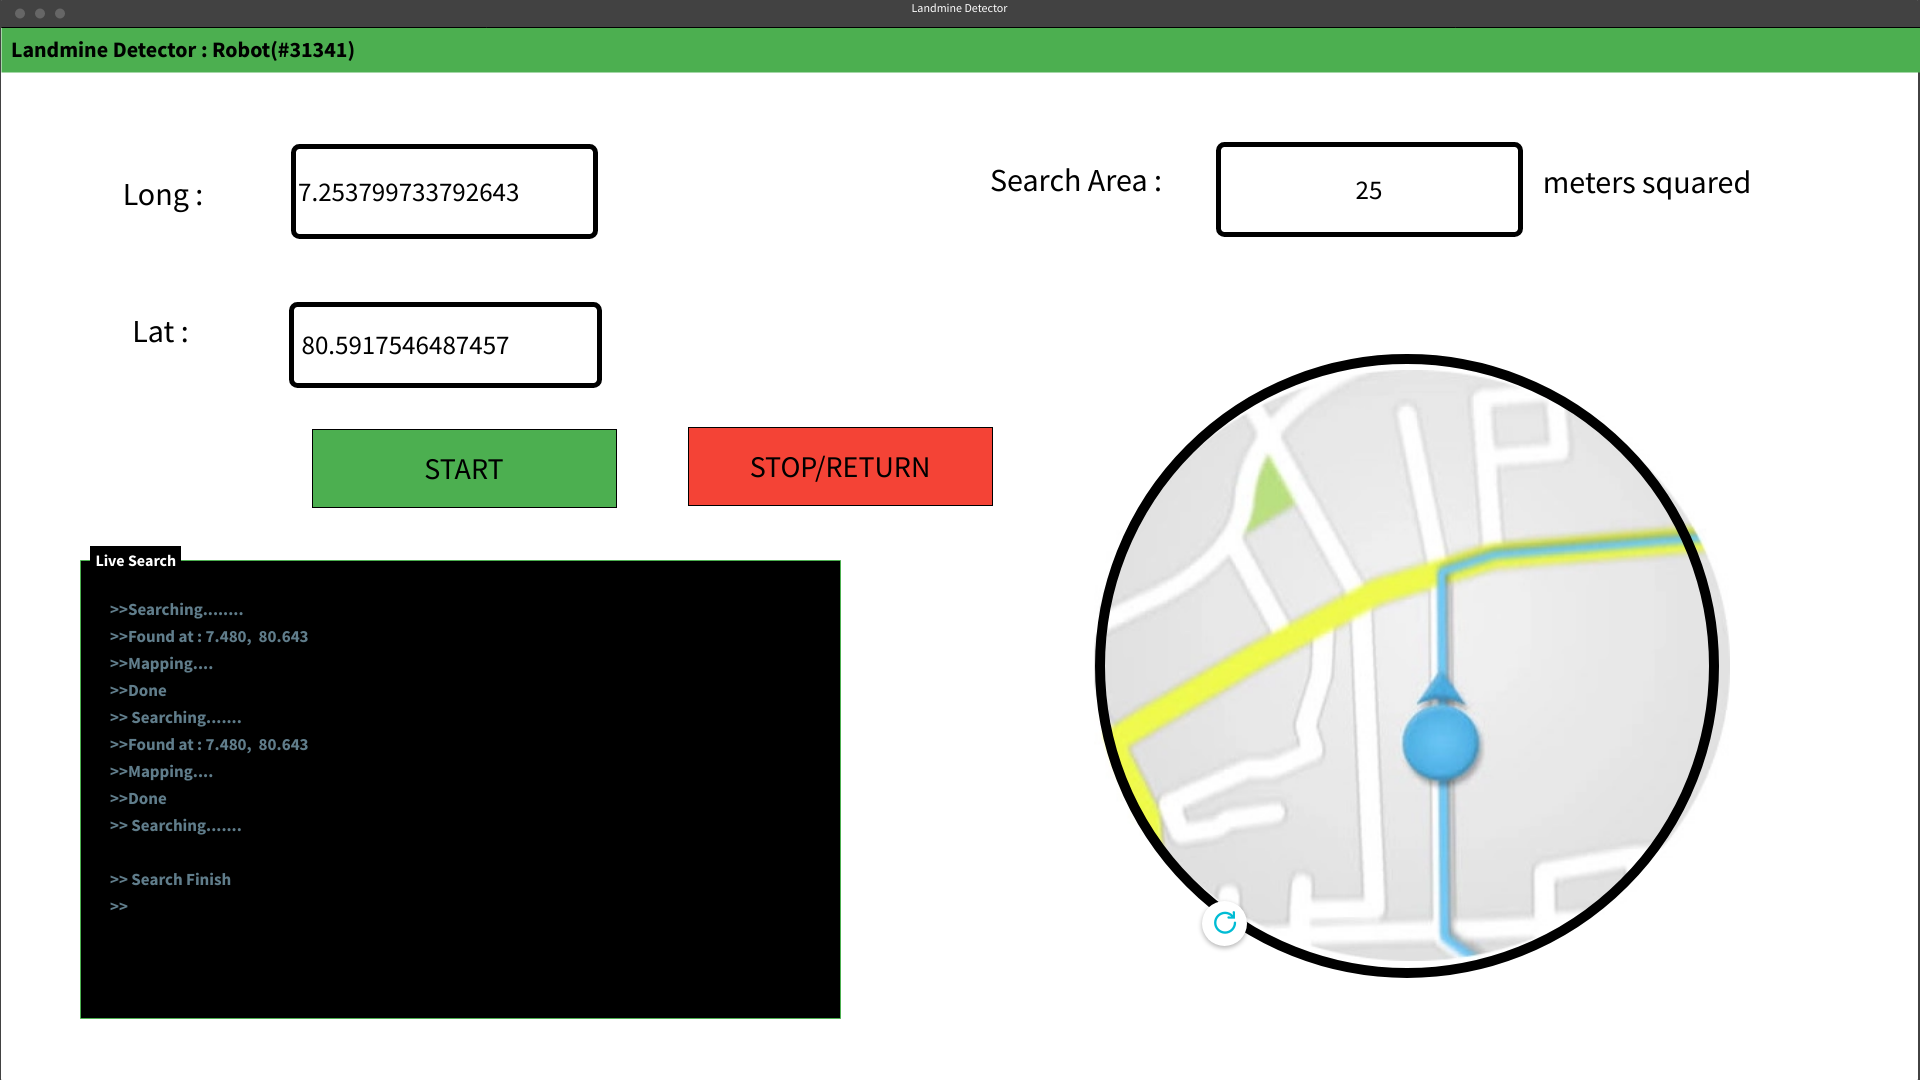 Landmine Detector
Landmine Detector : Robot(#31341)
Long :
7.253799733792643
Search Area :
25
meters squared
Lat :
80.5917546487457
START
STOP/RETURN
Live Search
>>Searching........
>>Found at : 7.480,  80.643
>>Mapping....
>>Done
>> Searching.......
>>Found at : 7.480,  80.643
>>Mapping....
>>Done
>> Searching.......
>> Search Finish
>>